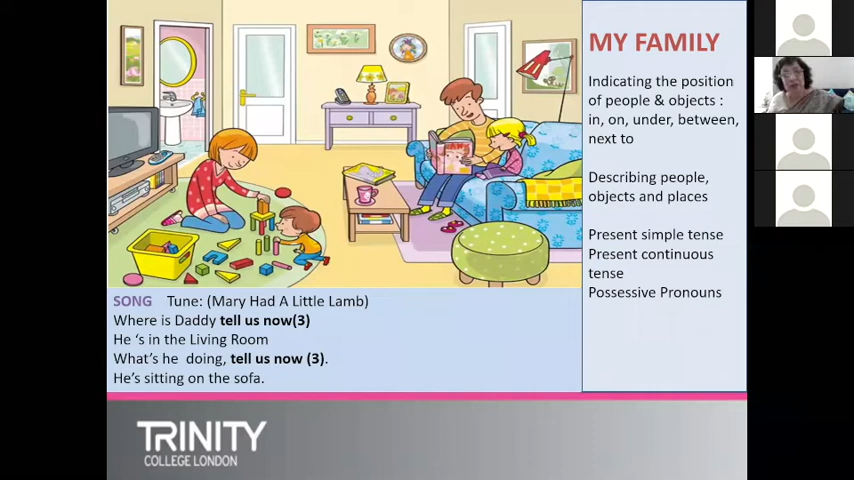 MY FAMILY
Indicating the position
of people & objects :
in, on, under, between,
next to
Describing people,
objects and places
Present simple tense
Present continuous
tense
Possessive Pronouns
SONG Tune: (Mary Had A Little Lamb)
Where is Daddy tell us now(3)
He 's in the Living Room
What's he doing, tell us now (3).
He's sitting on the sofa.
TRINITY
COLLEGE LONDON